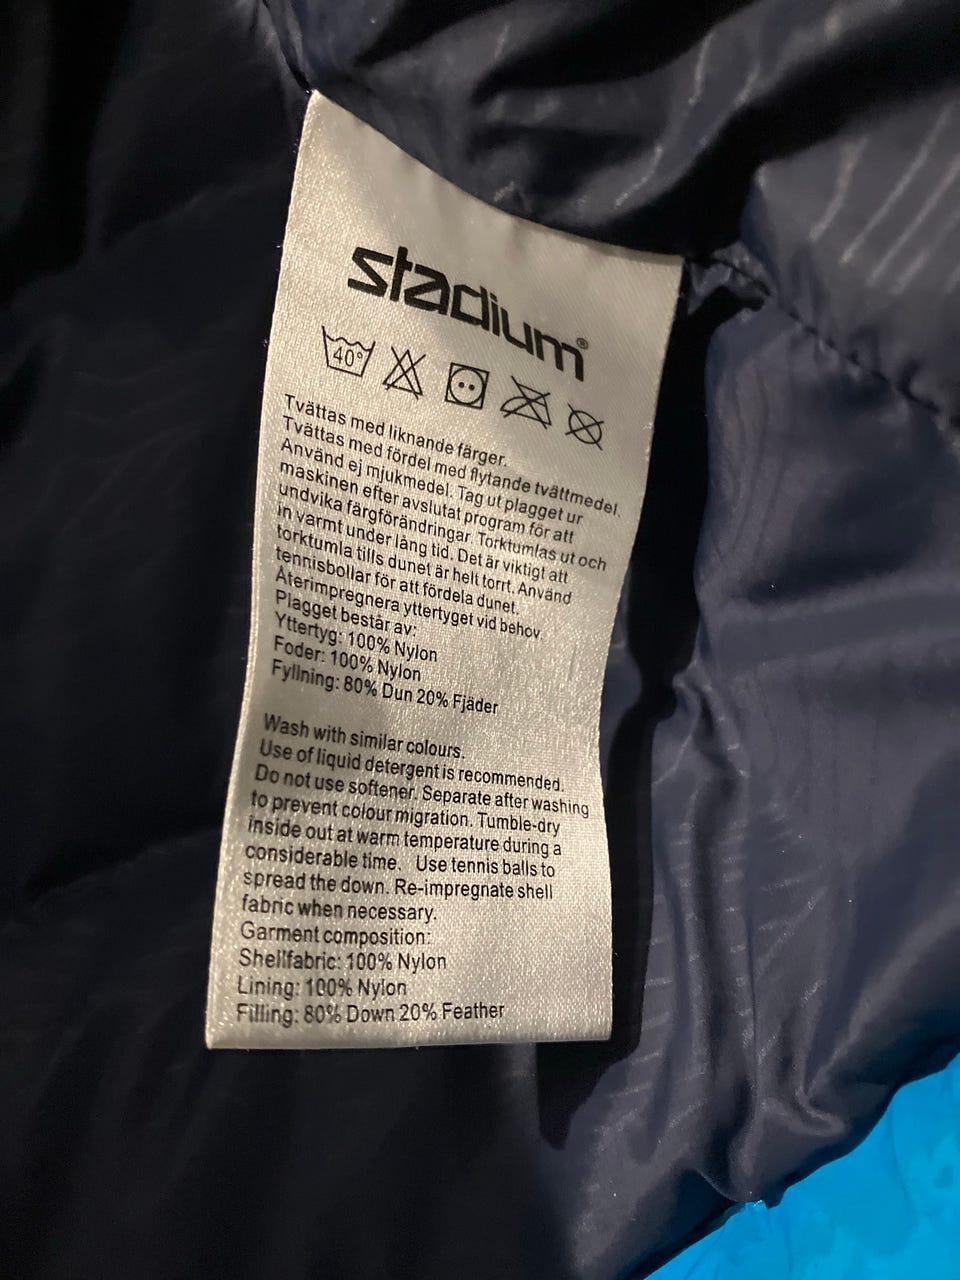 stadium®
40°
Tvättas med liknande färger.
Tvättas med fördel med flytande tvättmedel.
Använd ej mjukmedel. Tag ut plagget ur
maskinen efter avslutat program för att
undvika färgförändringar. Torktumlas ut och
in varmt under lång tid. Det är viktigt att
torktumla tills dunet är helt torrt. Använd
tennisbollar för att fördela dunet.
Återimpregnera yttertyget vid behov.
Plagget består av:
Yttertyg: 100% Nylon
Foder: 100% Nylon
Fyllning: 80% Dun 20% Fjäder
Wash with similar colours.
Use of liquid detergent is recommended.
Do not use softener. Separate after washing
to prevent colour migration. Tumble-dry
inside out at warm temperature during a
considerable time. Use tennis balls to
spread the down. Re-impregnate shell
fabric when necessary.
Garment composition:
Shellfabric: 100% Nylon
Lining: 100% Nylon
Filling: 80% Down 20% Feather